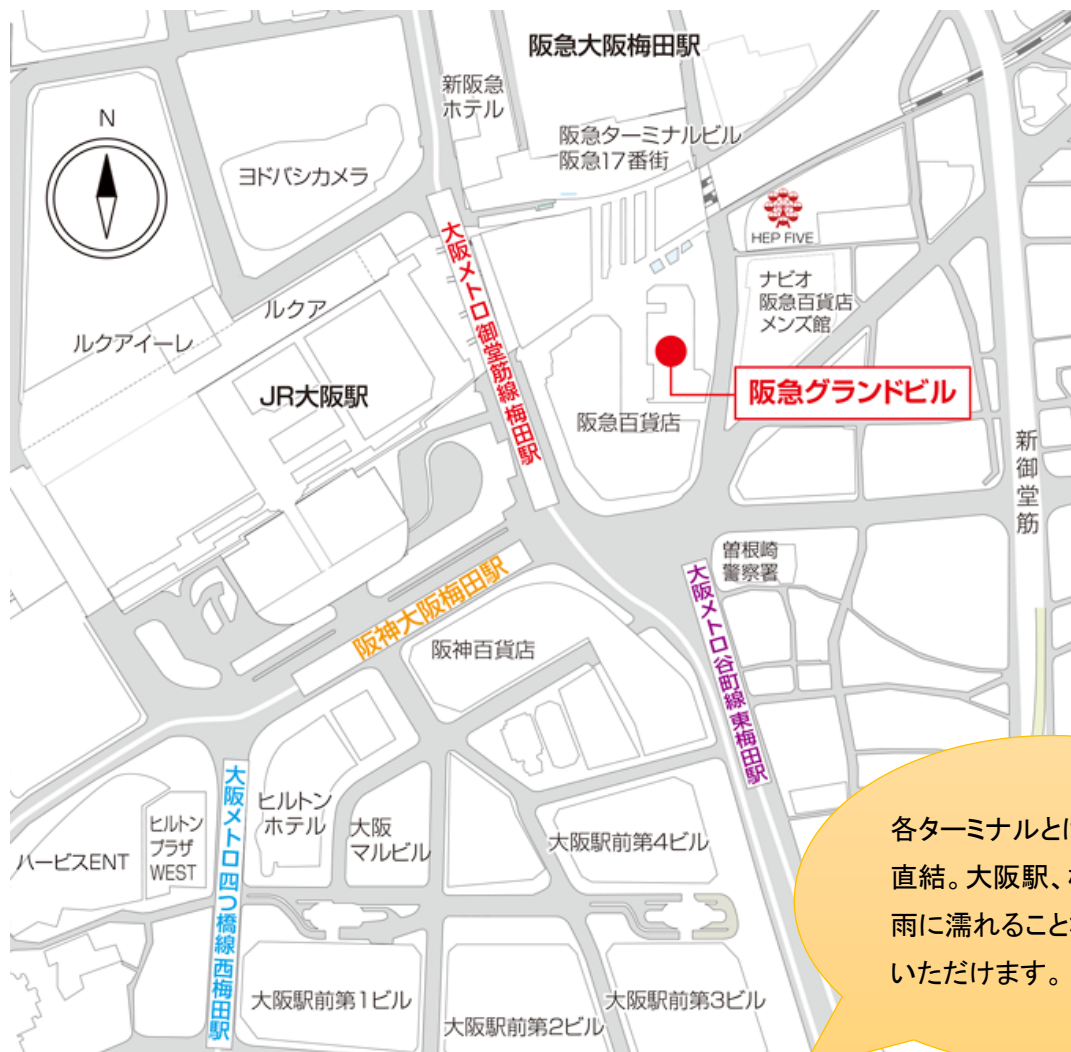 阪急大阪梅田駅
新阪急
ホテル
阪急ターミナルビル
阪急17番街
N
ヨドバシカメラ
HEP FIVE
大阪メトロ御堂筋線 梅田駅
ナビオ
阪急百貨店
メンズ館
ルクア
ルクアイーレ
JR大阪駅
阪急グランドビル
阪急百貨店
新御堂筋
曽根崎
警察署
阪神大阪梅田駅
大阪メトロ谷町線 東梅田駅
阪神百貨店
大阪メトロ 四つ橋線 西梅田駅
ヒルトン
ホテル
大阪
マルビル
大阪駅前第4ビル
ヒルトン
プラザ
WEST
ハービスENT
大阪駅前第1ビル
大阪駅前第2ビル
大阪駅前第3ビル
各ターミナルと
直結。大阪駅、
雨に濡れること
いただけます。